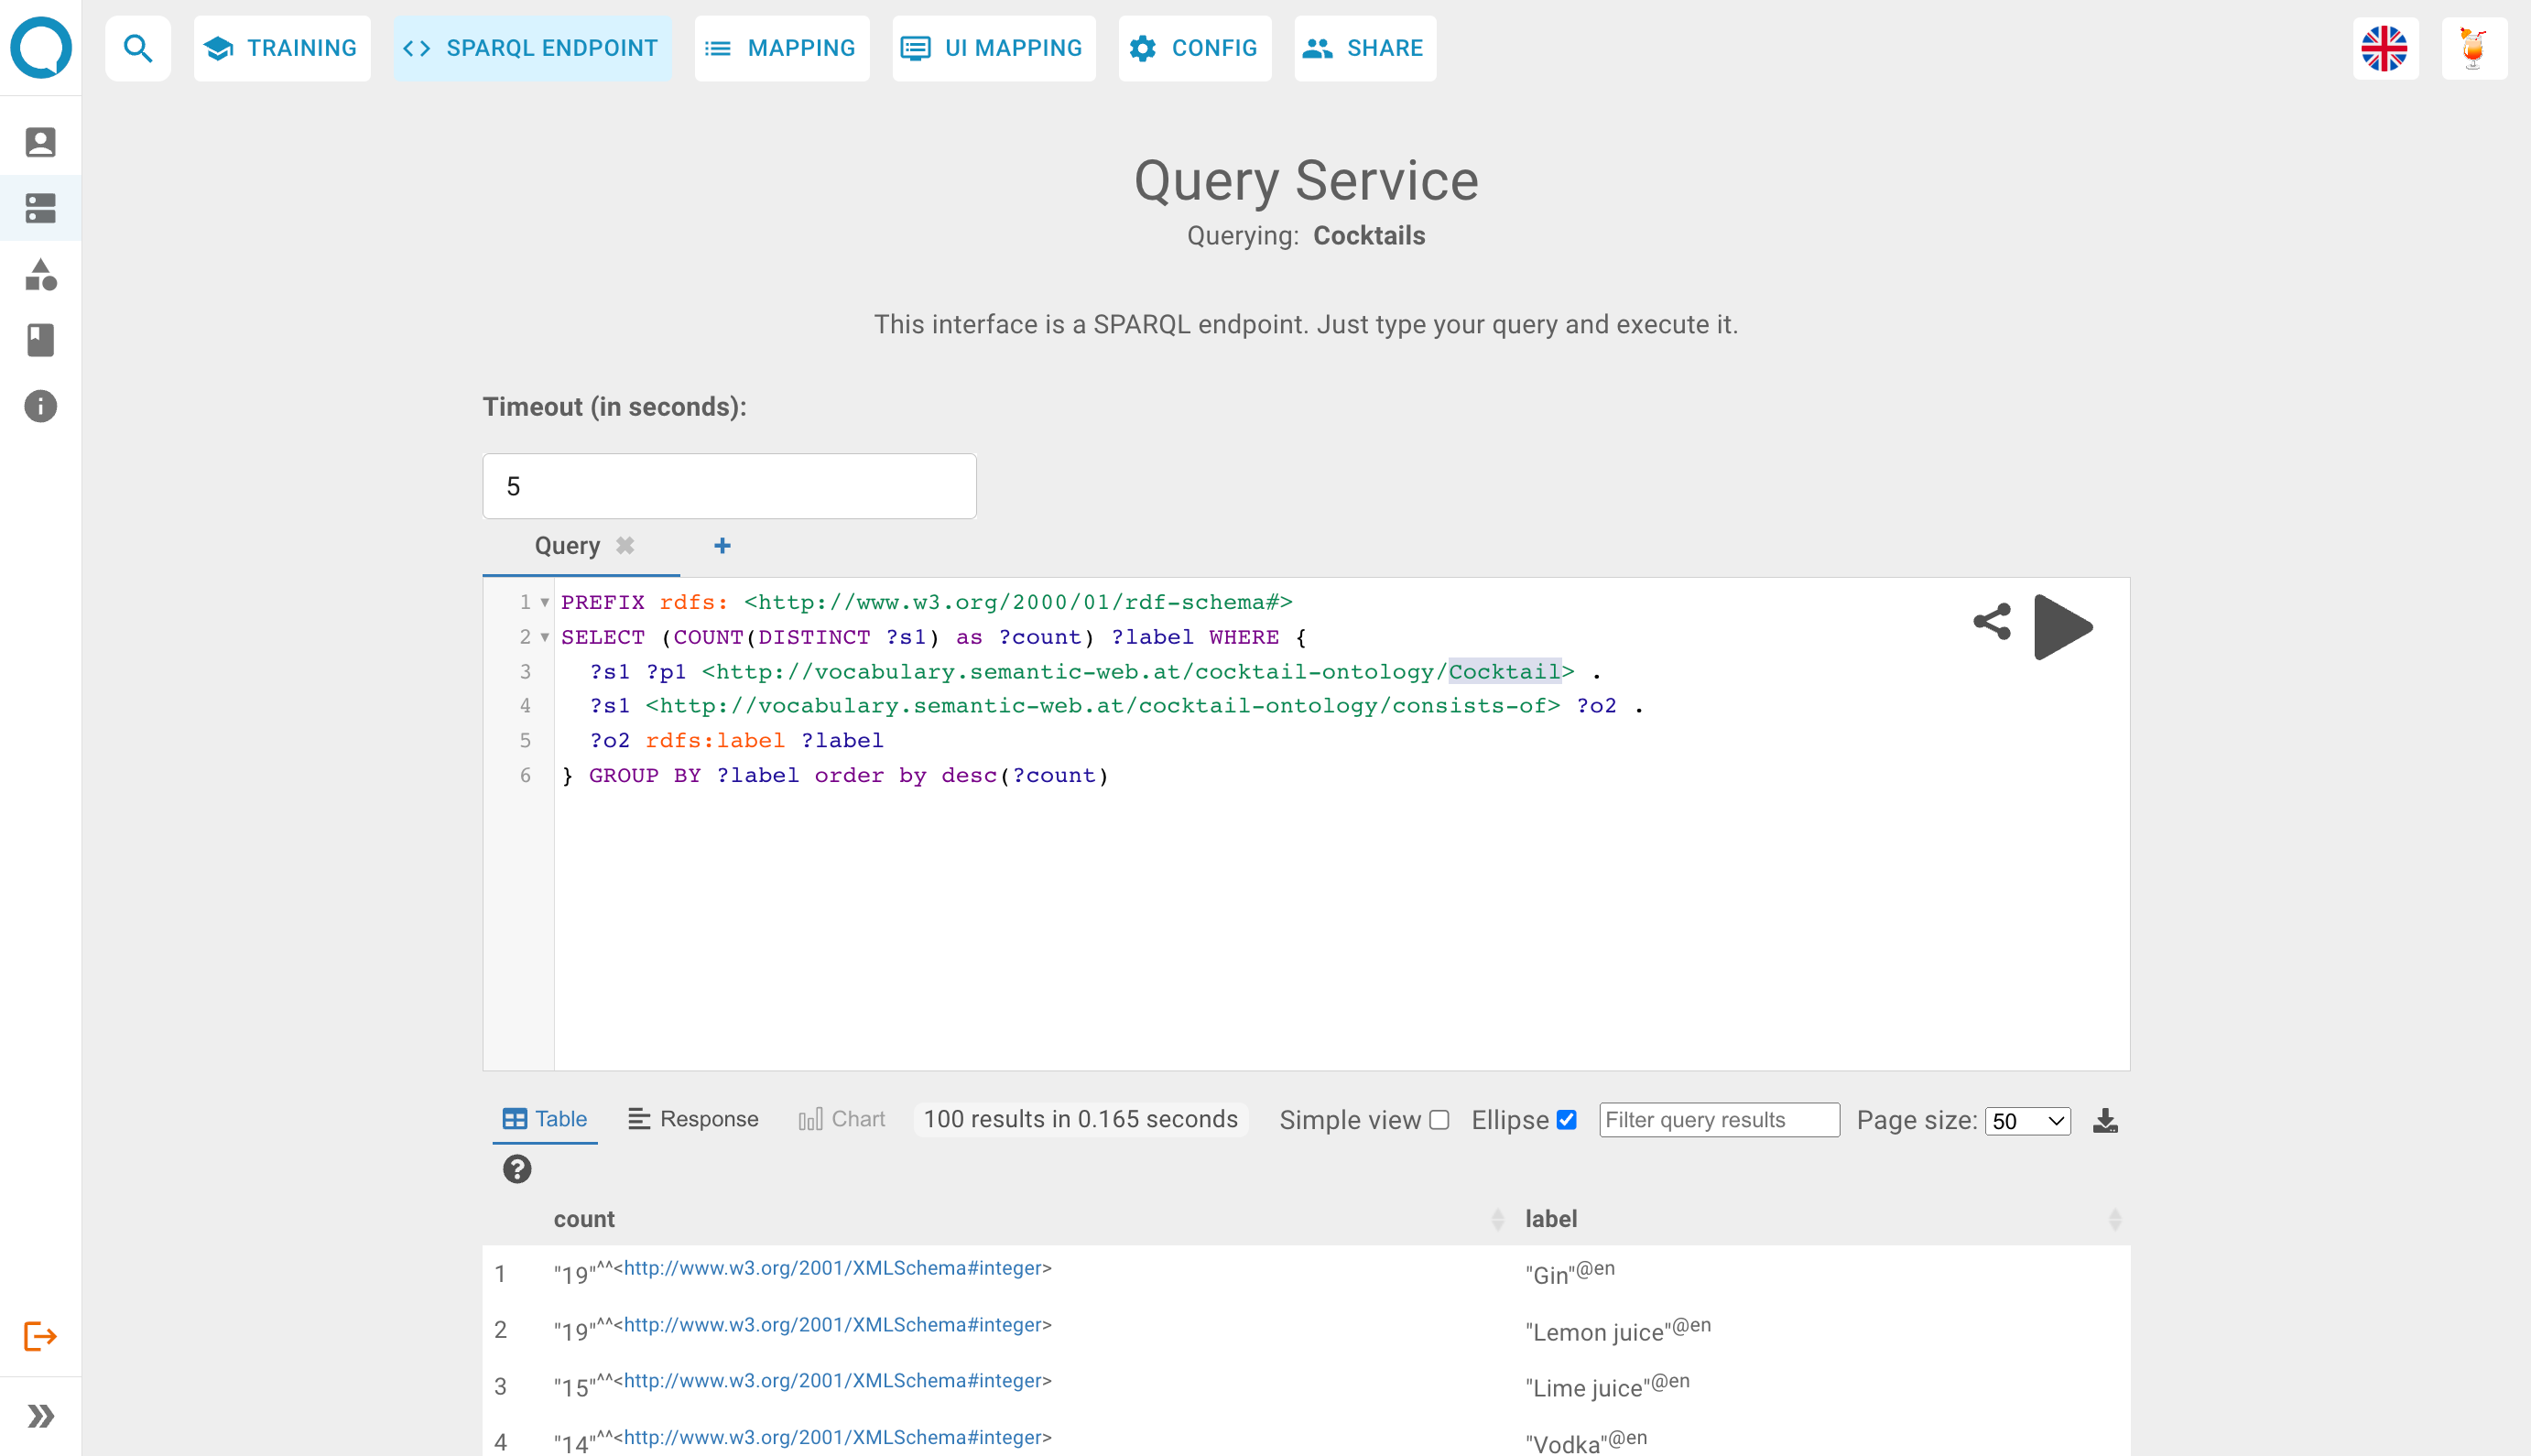 TRAINING
SPARQL ENDPOINT
MAPPING
UI MAPPING
CONFIG
SHARE
Query Service
Querying: Cocktails
This interface is a SPARQL endpoint. Just type your query and execute it.
Timeout (in seconds):
5
Query
1 PREFIX rdfs: <http://www.w3.org/2000/01/rdf-schema#>
2 SELECT (COUNT(DISTINCT ?s1) as ?count) ?label WHERE {
3 ?s1 ?p1 <http://vocabulary.semantic-web.at/cocktail-ontology/Cocktail> .
4 ?s1 <http://vocabulary.semantic-web.at/cocktail-ontology/consists-of> ?o2 .
5 ?o2 rdfs:label ?label
6 } GROUP BY ?label order by desc(?count)
Table Response Chart 100 results in 0.165 seconds Simple view Ellipse Filter query results Page size: 50
count label
1 "19"^^<http://www.w3.org/2001/XMLSchema#integer> "Gin"@en
2 "19"^^<http://www.w3.org/2001/XMLSchema#integer> "Lemon juice"@en
3 "15"^^<http://www.w3.org/2001/XMLSchema#integer> "Lime juice"@en
4 "14"^^<http://www.w3.org/2001/XMLSchema#integer> "Vodka"@en